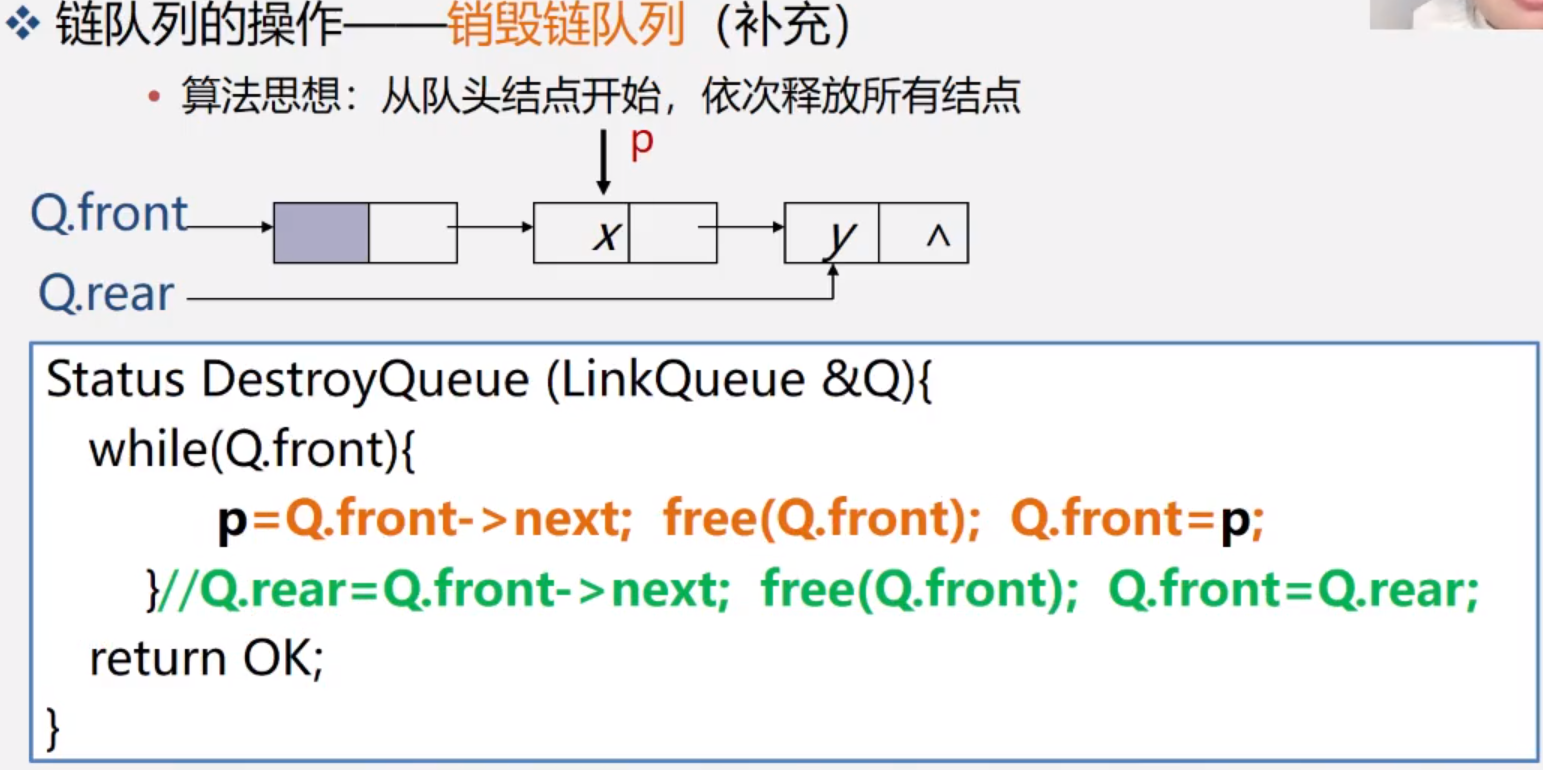 ❖ 链队列的操作——销毁链队列（补充）
• 算法思想：从队头结点开始，依次释放所有结点
p
Q.front
x
y ^
Q.rear
Status DestroyQueue (LinkQueue &Q){
while(Q.front){
p=Q.front->next; free(Q.front); Q.front=p;
}//Q.rear=Q.front->next; free(Q.front); Q.front=Q.rear;
return OK;
}